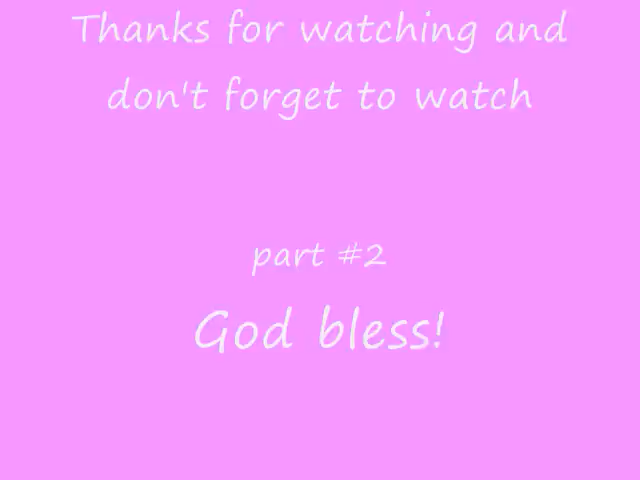 Thanks for watching and
don't forget to watch
part #2
God bless!